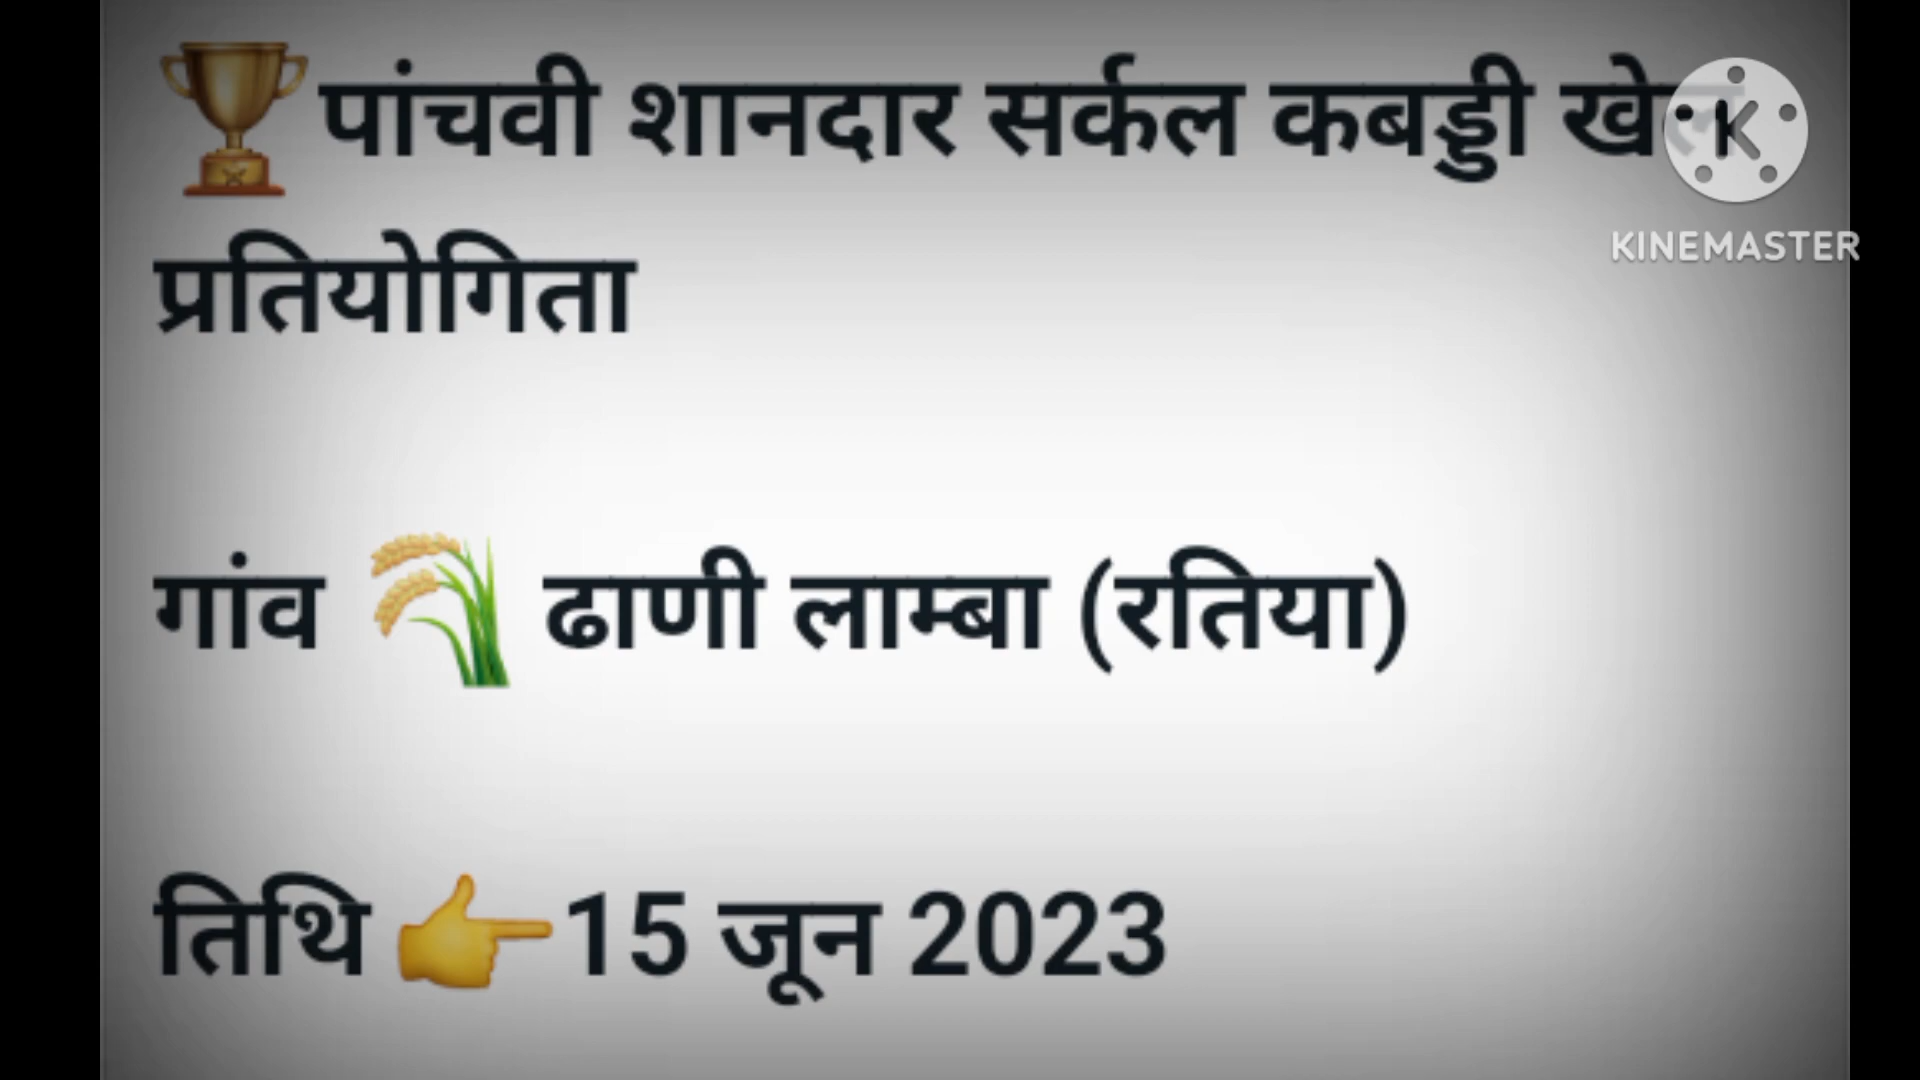 🏆पांचवी शानदार सर्कल कबड्डी
प्रतियोगिता
गांव 🌾 ढाणी लाम्बा (रतिया)
तिथि 👉15 जून 2023
K
KINEMASTER